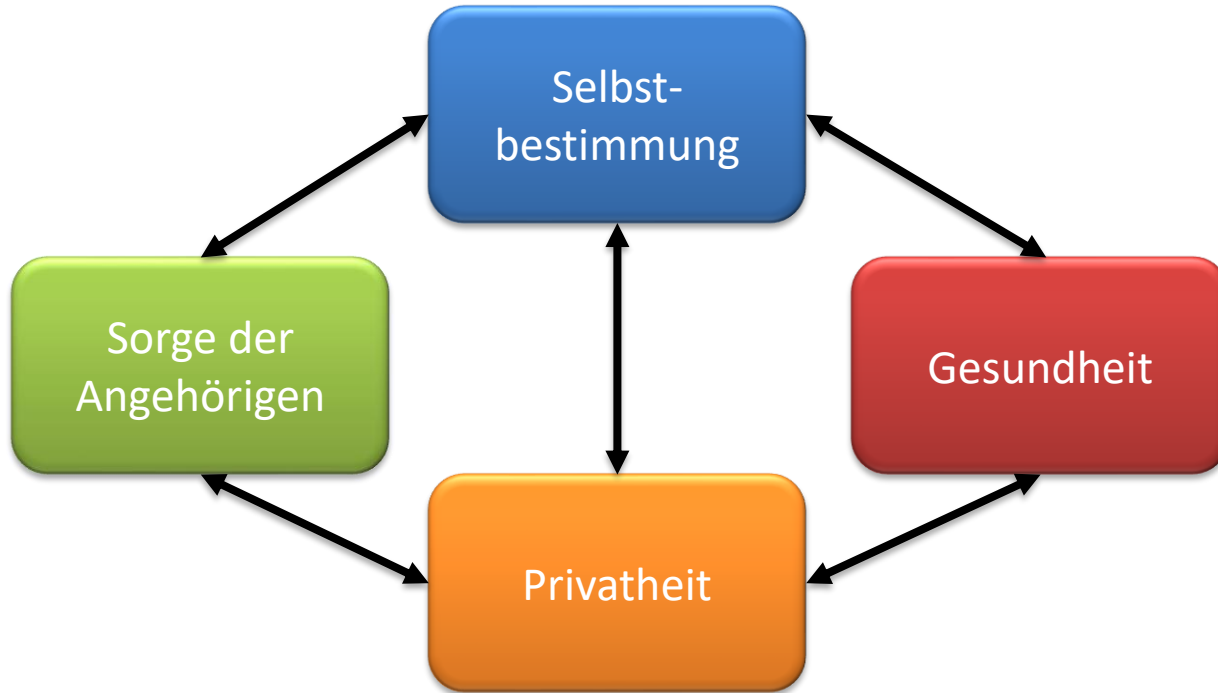 Selbst-
bestimmung
Sorge der
Angehörigen
Gesundheit
Privatheit